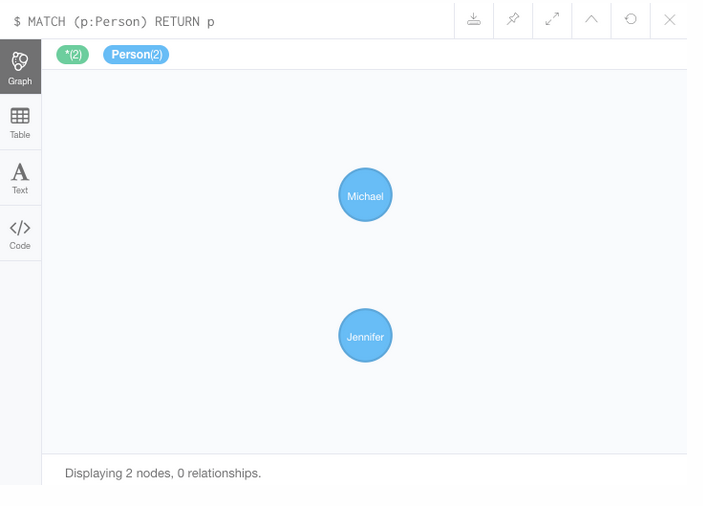 $ MATCH (p:Person) RETURN p
*(2) Person(2)
Graph
Table
A
Text
</>
Code
Michael
Jennifer
Displaying 2 nodes, 0 relationships.